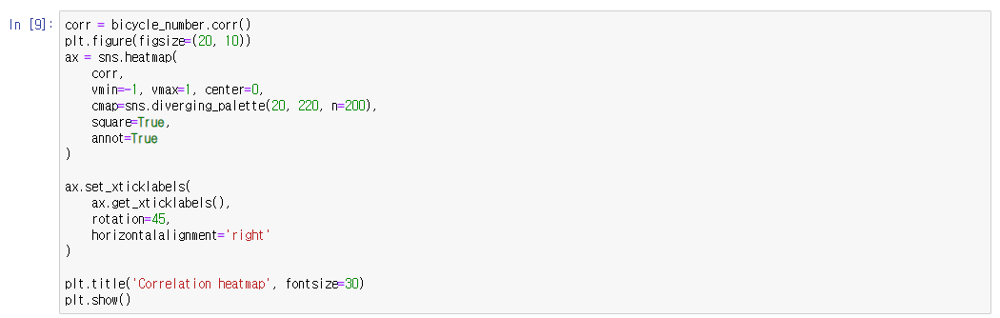 In [9]:
corr = bicycle_number.corr()
plt.figure(figsize=(20, 10))
ax = sns.heatmap(
    corr,
    vmin=-1, vmax=1, center=0,
    cmap=sns.diverging_palette(20, 220, n=200),
    square=True,
    annot=True
)

ax.set_xticklabels(
    ax.get_xticklabels(),
    rotation=45,
    horizontalalignment='right'
)

plt.title('Correlation heatmap', fontsize=30)
plt.show()